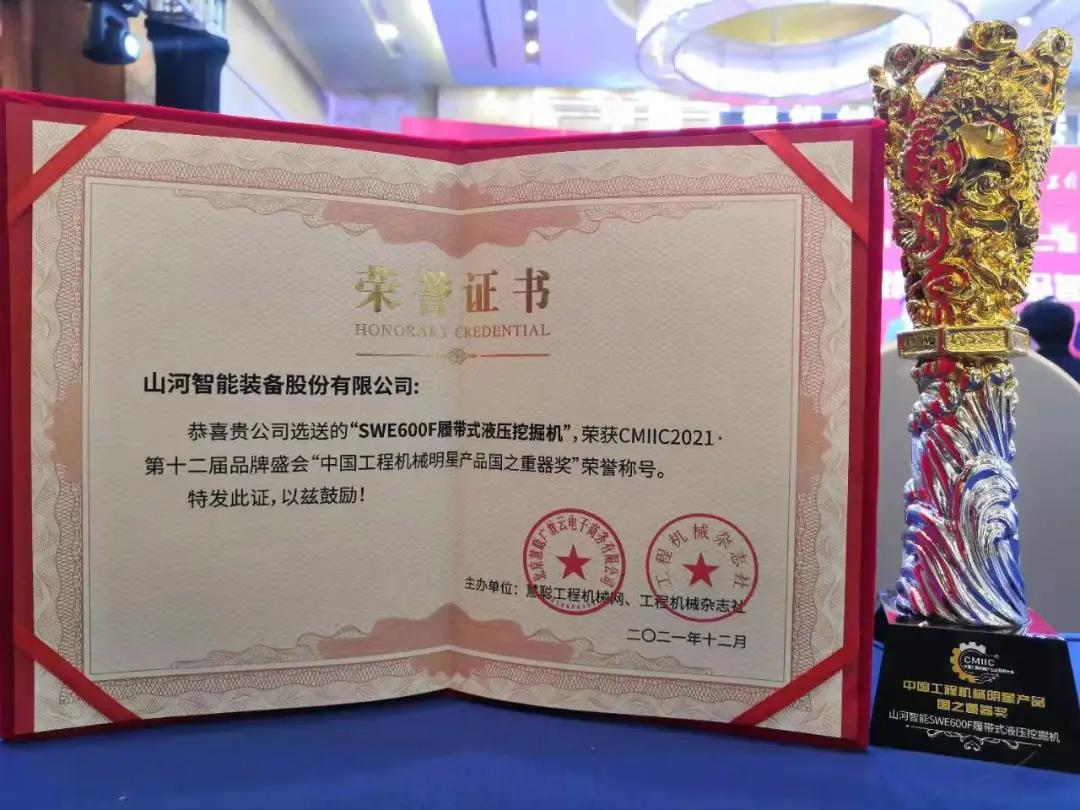 荣誉证书
HONORARY CREDENTIAL
山河智能装备股份有限公司:
恭喜贵公司选送的“SWE600F履带式液压挖掘机”,荣获CMIIC2021·
第十二届品牌盛会“中国工程机械明星产品国之重器奖”荣誉称号。
特发此证,以兹鼓励!
工程机械杂志社
主办单位:慧聪工程机械网、工程机械杂志社
二〇二一年十二月
CMIIC
中国工程机械明星产品
国之重器奖
山河智能SWE600F履带式液压挖掘机